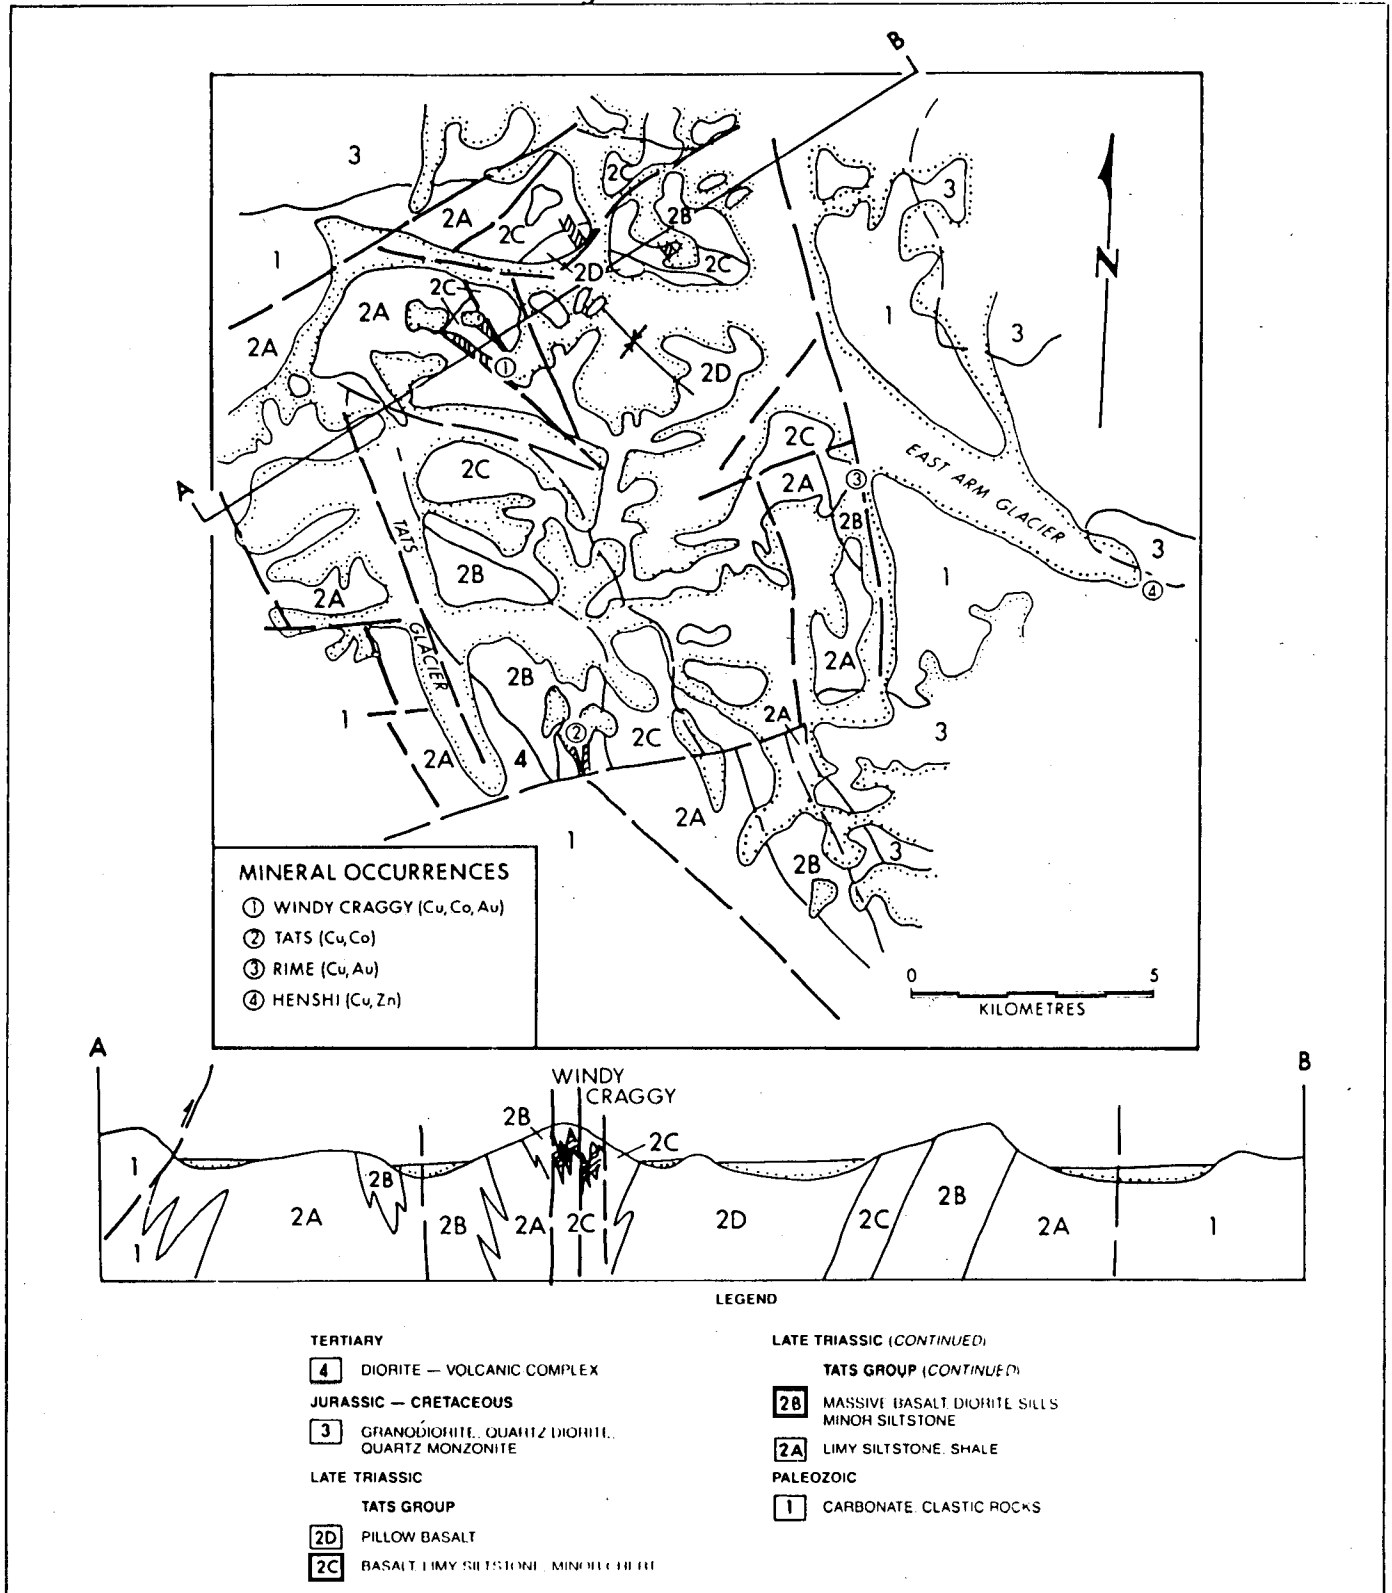 B
3
2C
3
2A
2B
2C
1
2D
2C
N
2C
2A
1
3
2A
1
2D
2C
EAST ARM GLACIER
2C
2A
A
3
TATS
2B
3
2B
1
4
2A
GLACIER
2A
2B
2A
1
2
2C
3
2A
4
2A
1
2B
3
MINERAL OCCURRENCES
1 WINDY CRAGGY (Cu, Co, Au)
2 TATS (Cu, Co)
3 RIME (Cu, Au)
4 HENSHI (Cu, Zn)
0 5
KILOMETRES
A
B
WINDY
CRAGGY
2B
2C
1
2B
2A
2B
2A
2C
2D
2C
2B
2A
1
1
LEGEND
TERTIARY
4 DIORITE — VOLCANIC COMPLEX
JURASSIC — CRETACEOUS
3 GRANODIORITE, QUARTZ DIORITE,
QUARTZ MONZONITE
LATE TRIASSIC
TATS GROUP
2D PILLOW BASALT
2C BASALT, LIMY SILTSTONE, MINOR CHERT
LATE TRIASSIC (CONTINUED)
TATS GROUP (CONTINUED)
2B MASSIVE BASALT, DIORITE SILLS
MINOR SILTSTONE
2A LIMY SILTSTONE, SHALE
PALEOZOIC
1 CARBONATE, CLASTIC ROCKS